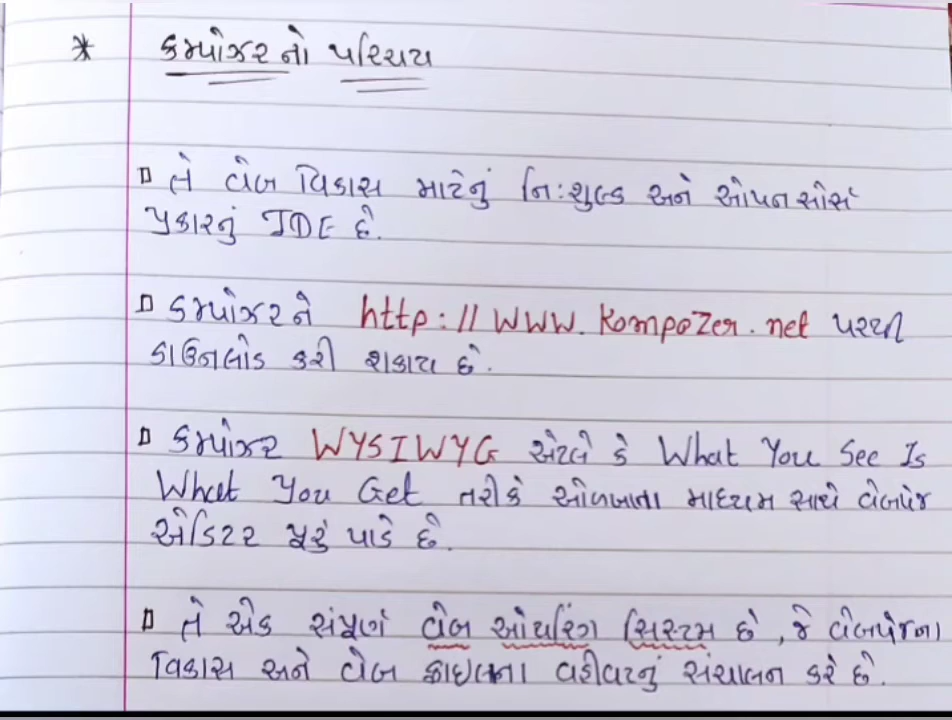 * કમ્પોઝરનો પરિચય
તે વેબ વિકાસ માટેનું નિ:શુલ્ક અને ઓપનસોર્સ
પ્રકારનું IDE છે.
કમ્પોઝરને http://www.kompozer.net પરથી
ડાઉનલોડ કરી શકાય છે.
કમ્પોઝર WYSIWYG એટલે કે What You See Is
What You Get તરીકે ઓળખાતા માધ્યમ સાથે વેબપેજ
એડિટર પૂરું પાડે છે.
તે એક સંપૂર્ણ વેબ ઓથરિંગ સિસ્ટમ છે, જે વેબપેજના
વિકાસ અને વેબ ફાઇલના વહીવટનું સંચાલન કરે છે.